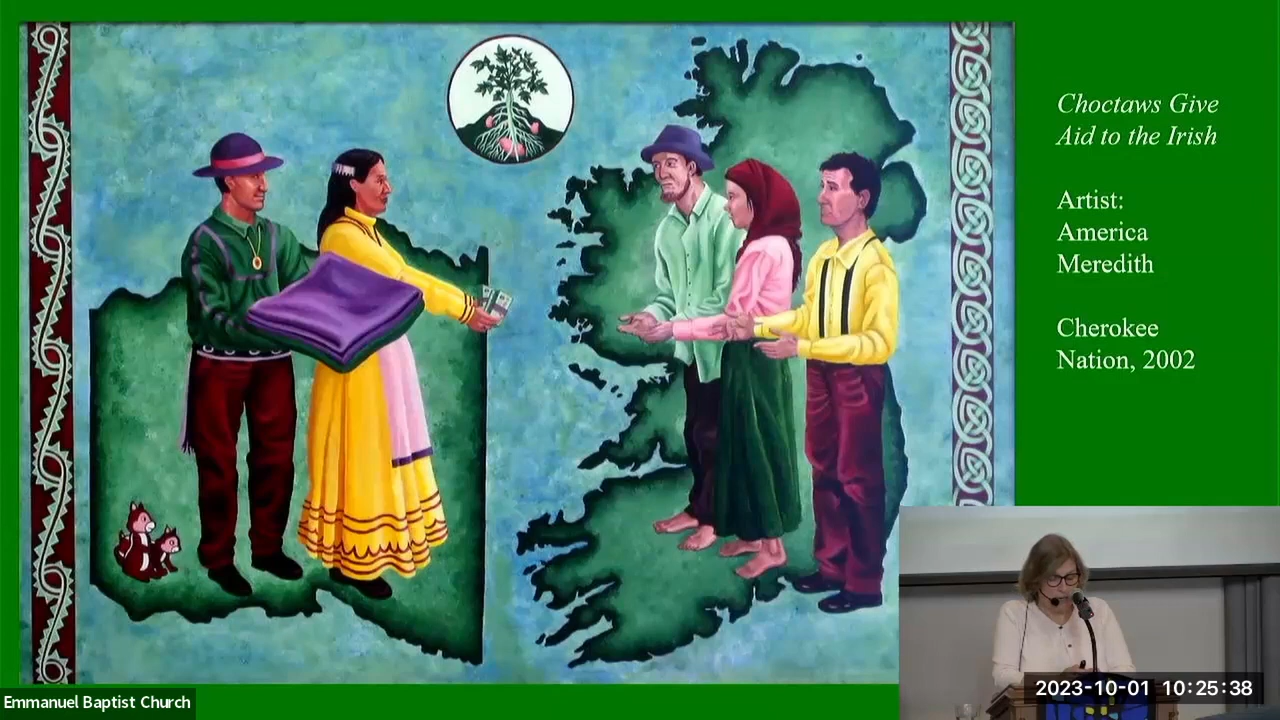 Choctaws Give
Aid to the Irish
Artist:
America
Meredith
Cherokee
Nation, 2002
Emmanuel Baptist Church
2023-10-01 10:25:38